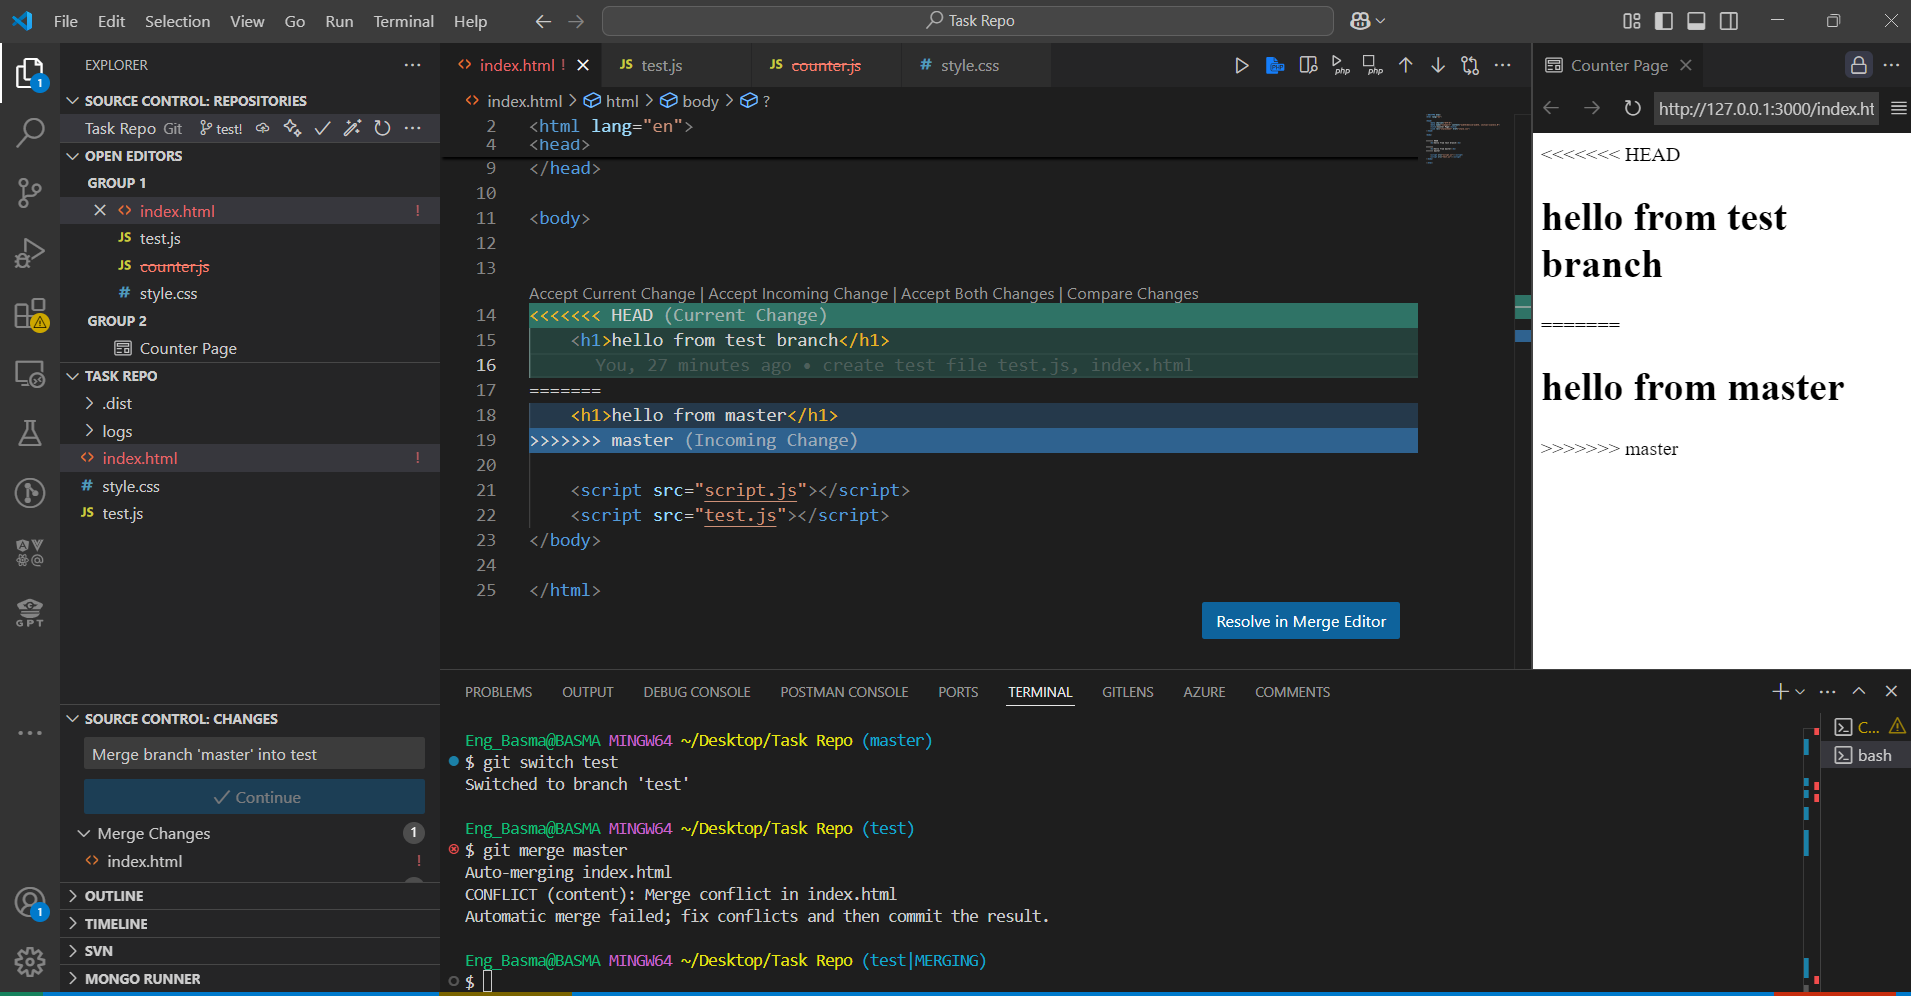 File Edit Selection View Go Run Terminal Help
Task Repo
EXPLORER
SOURCE CONTROL: REPOSITORIES
Task Repo Git test!
OPEN EDITORS
GROUP 1
index.html !
JS test.js
JS counter.js
# style.css
GROUP 2
Counter Page
TASK REPO
.dist
logs
index.html !
# style.css
JS test.js
SOURCE CONTROL: CHANGES
Merge branch 'master' into test
Continue
Merge Changes 1
index.html !
OUTLINE
TIMELINE
SVN
MONGO RUNNER
1
GPT
1
index.html !
JS test.js
JS counter.js
# style.css
PHP
php
php
index.html > html > body > ?
2 <html lang="en">
4 <head>
9 </head>
10
11 <body>
12
13
Accept Current Change | Accept Incoming Change | Accept Both Changes | Compare Changes
14 <<<<<<< HEAD (Current Change)
15 <h1>hello from test branch</h1>
16 You, 27 minutes ago • create test file test.js, index.html
17 =======
18 <h1>hello from master</h1>
19 >>>>>>> master (Incoming Change)
20
21 <script src="script.js"></script>
22 <script src="test.js"></script>
23 </body>
24
25 </html>
Resolve in Merge Editor
Counter Page
http://127.0.0.1:3000/index.ht
<<<<<<< HEAD
hello from test
branch
=======
hello from master
>>>>>>> master
PROBLEMS OUTPUT DEBUG CONSOLE POSTMAN CONSOLE PORTS TERMINAL GITLENS AZURE COMMENTS
Eng_Basma@BASMA MINGW64 ~/Desktop/Task Repo (master)
$ git switch test
Switched to branch 'test'
Eng_Basma@BASMA MINGW64 ~/Desktop/Task Repo (test)
$ git merge master
Auto-merging index.html
CONFLICT (content): Merge conflict in index.html
Automatic merge failed; fix conflicts and then commit the result.
Eng_Basma@BASMA MINGW64 ~/Desktop/Task Repo (test|MERGING)
$
C...
bash